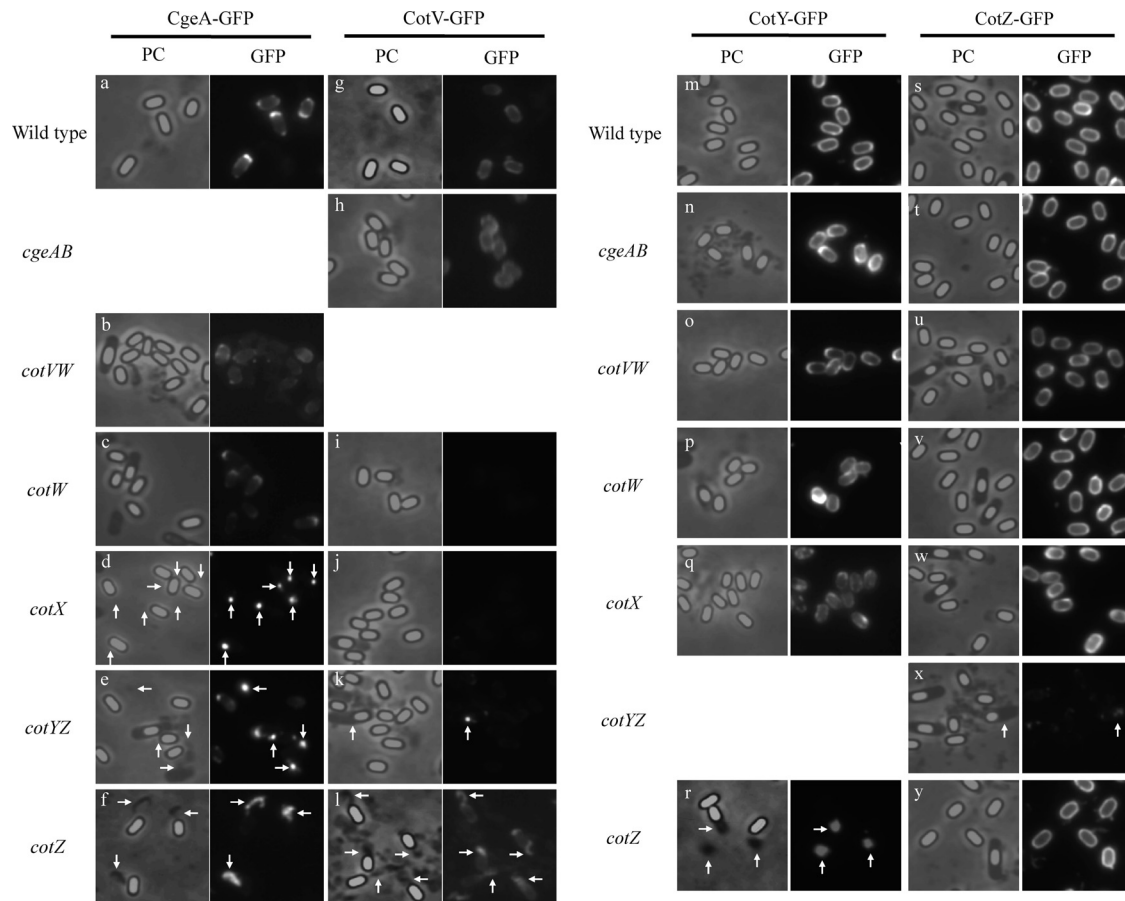 CgeA-GFP CotV-GFP CotY-GFP CotZ-GFP
PC GFP PC GFP PC GFP PC GFP
Wild type a g Wild type m s
cgeAB h cgeAB n t
cotVW b cotVW o u
cotW c i cotW p v
cotX d j cotX q w
cotYZ e k cotYZ x
cotZ f l cotZ r y